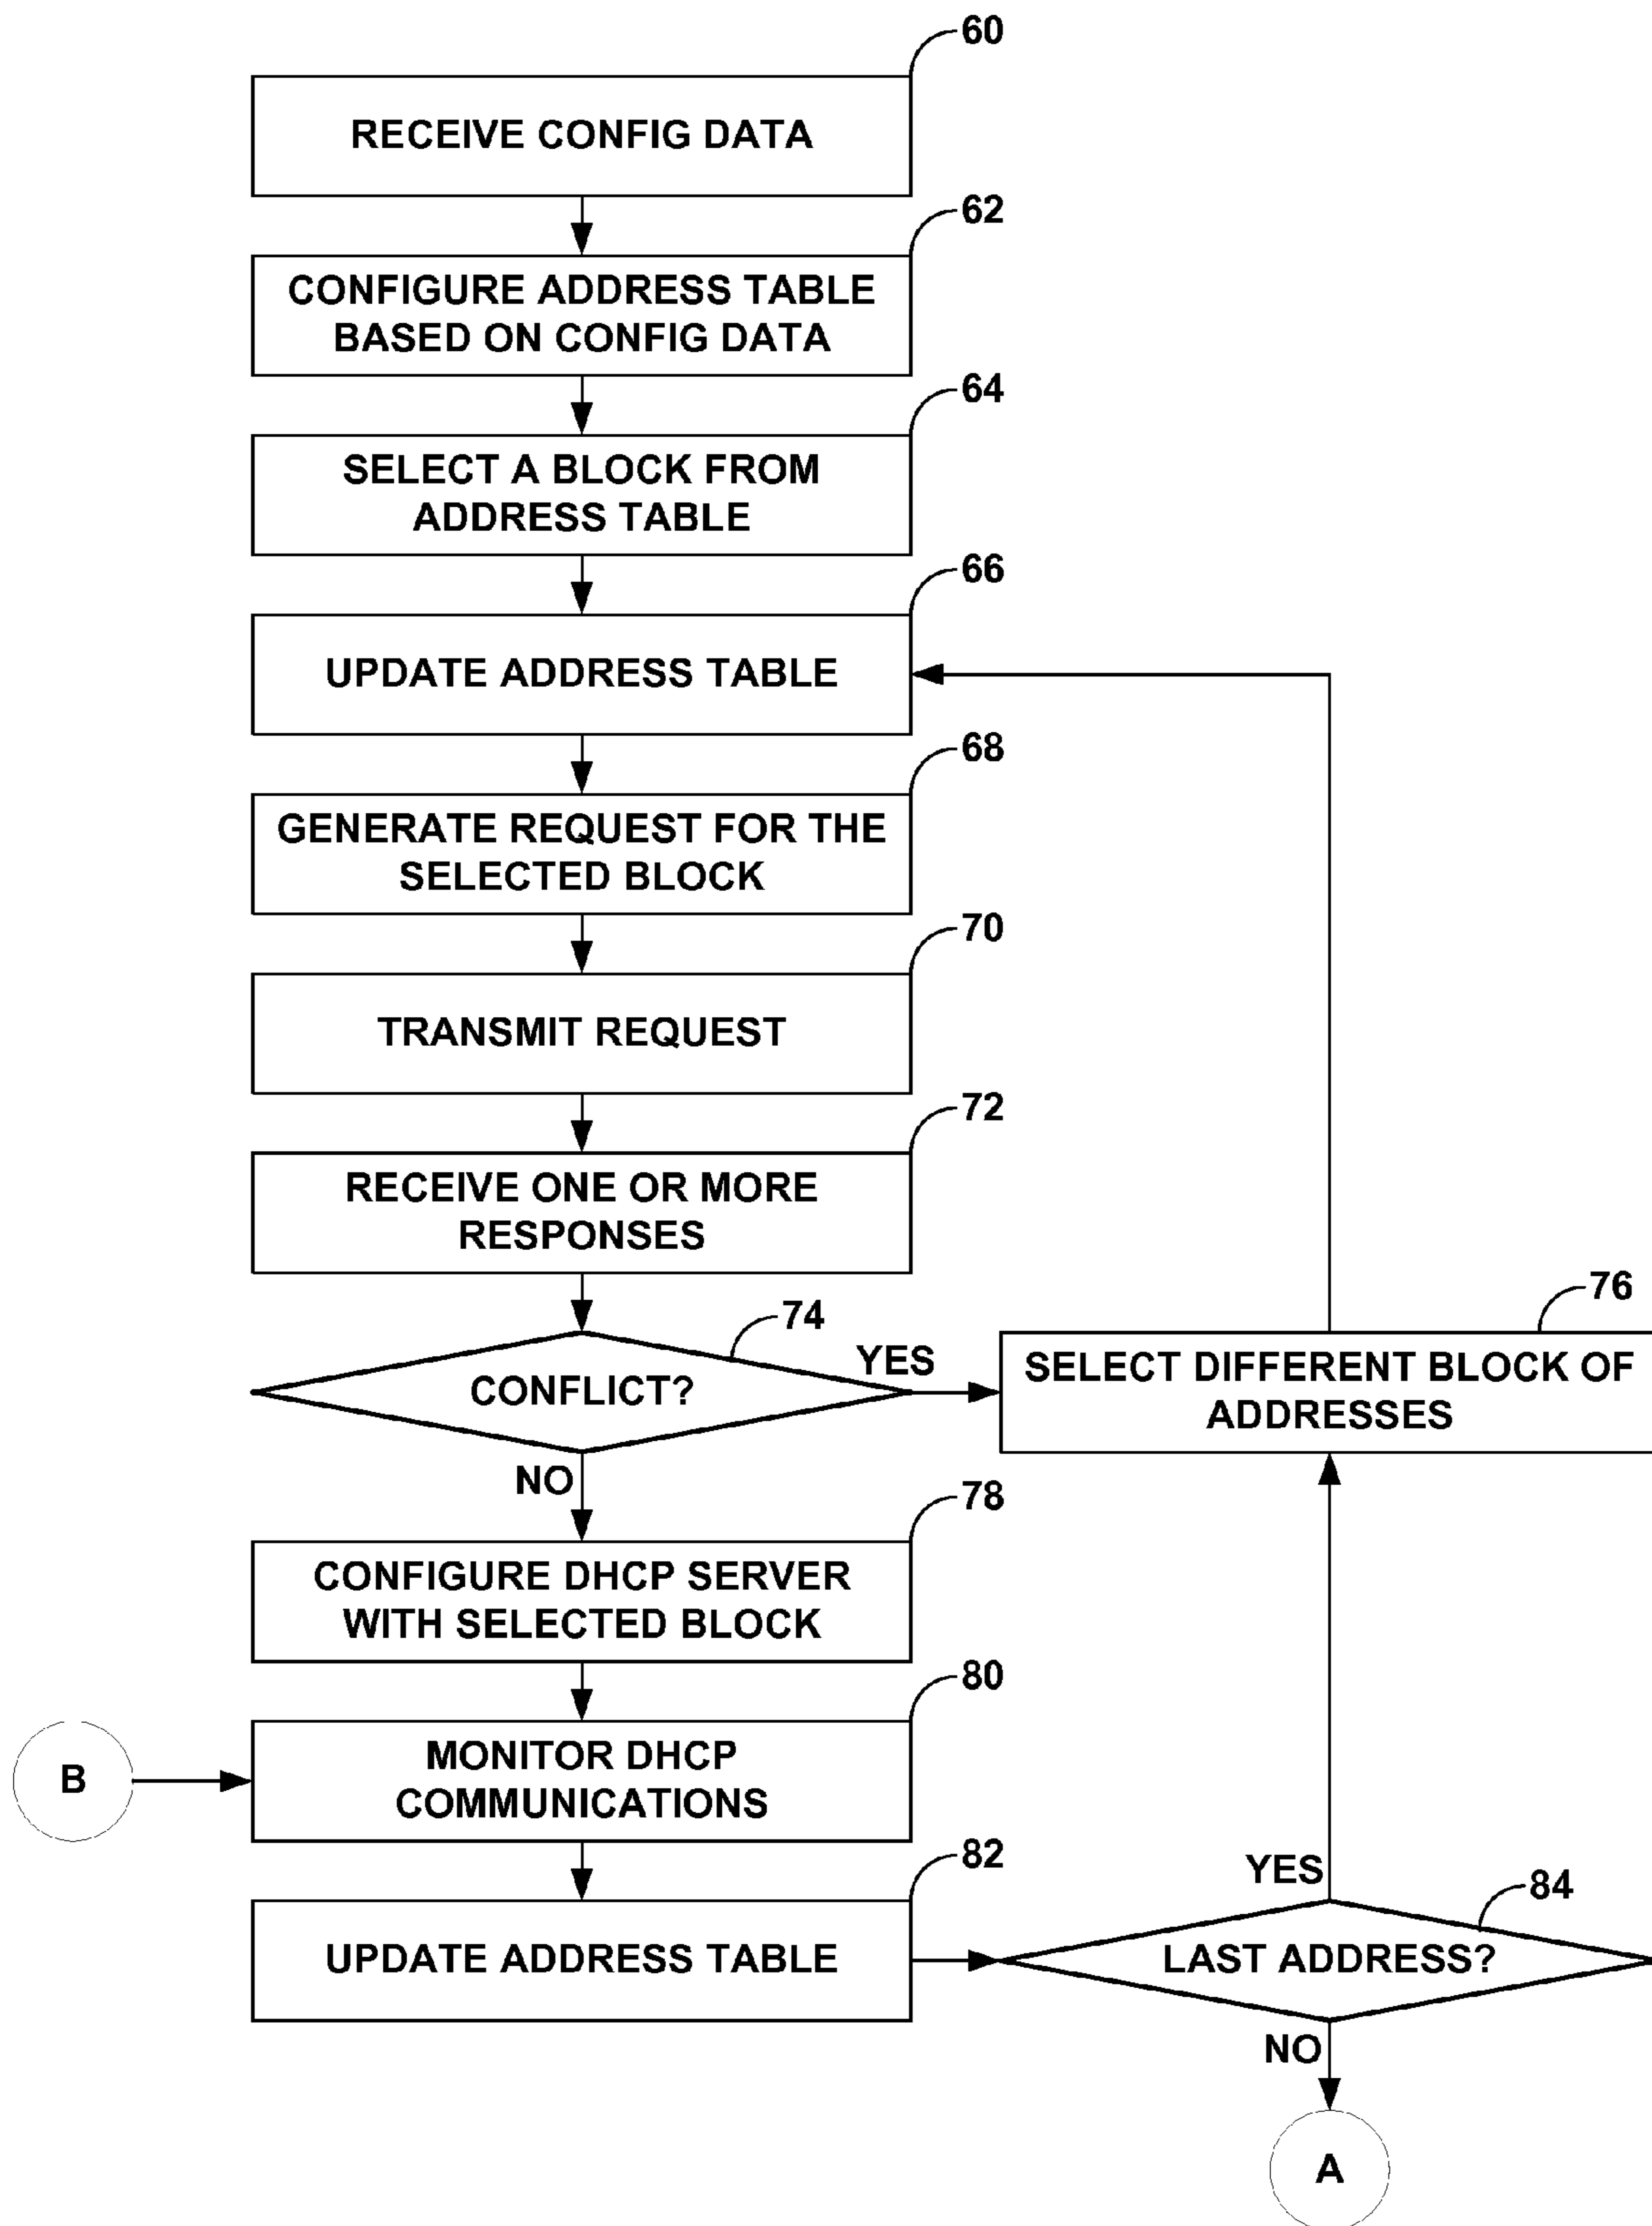 60
RECEIVE CONFIG DATA
62
CONFIGURE ADDRESS TABLE
BASED ON CONFIG DATA
64
SELECT A BLOCK FROM
ADDRESS TABLE
66
UPDATE ADDRESS TABLE
68
GENERATE REQUEST FOR THE
SELECTED BLOCK
70
TRANSMIT REQUEST
72
RECEIVE ONE OR MORE
RESPONSES
74
CONFLICT?
YES
76
SELECT DIFFERENT BLOCK OF
ADDRESSES
NO
78
CONFIGURE DHCP SERVER
WITH SELECTED BLOCK
80
B
MONITOR DHCP
COMMUNICATIONS
82
UPDATE ADDRESS TABLE
YES
84
LAST ADDRESS?
NO
A